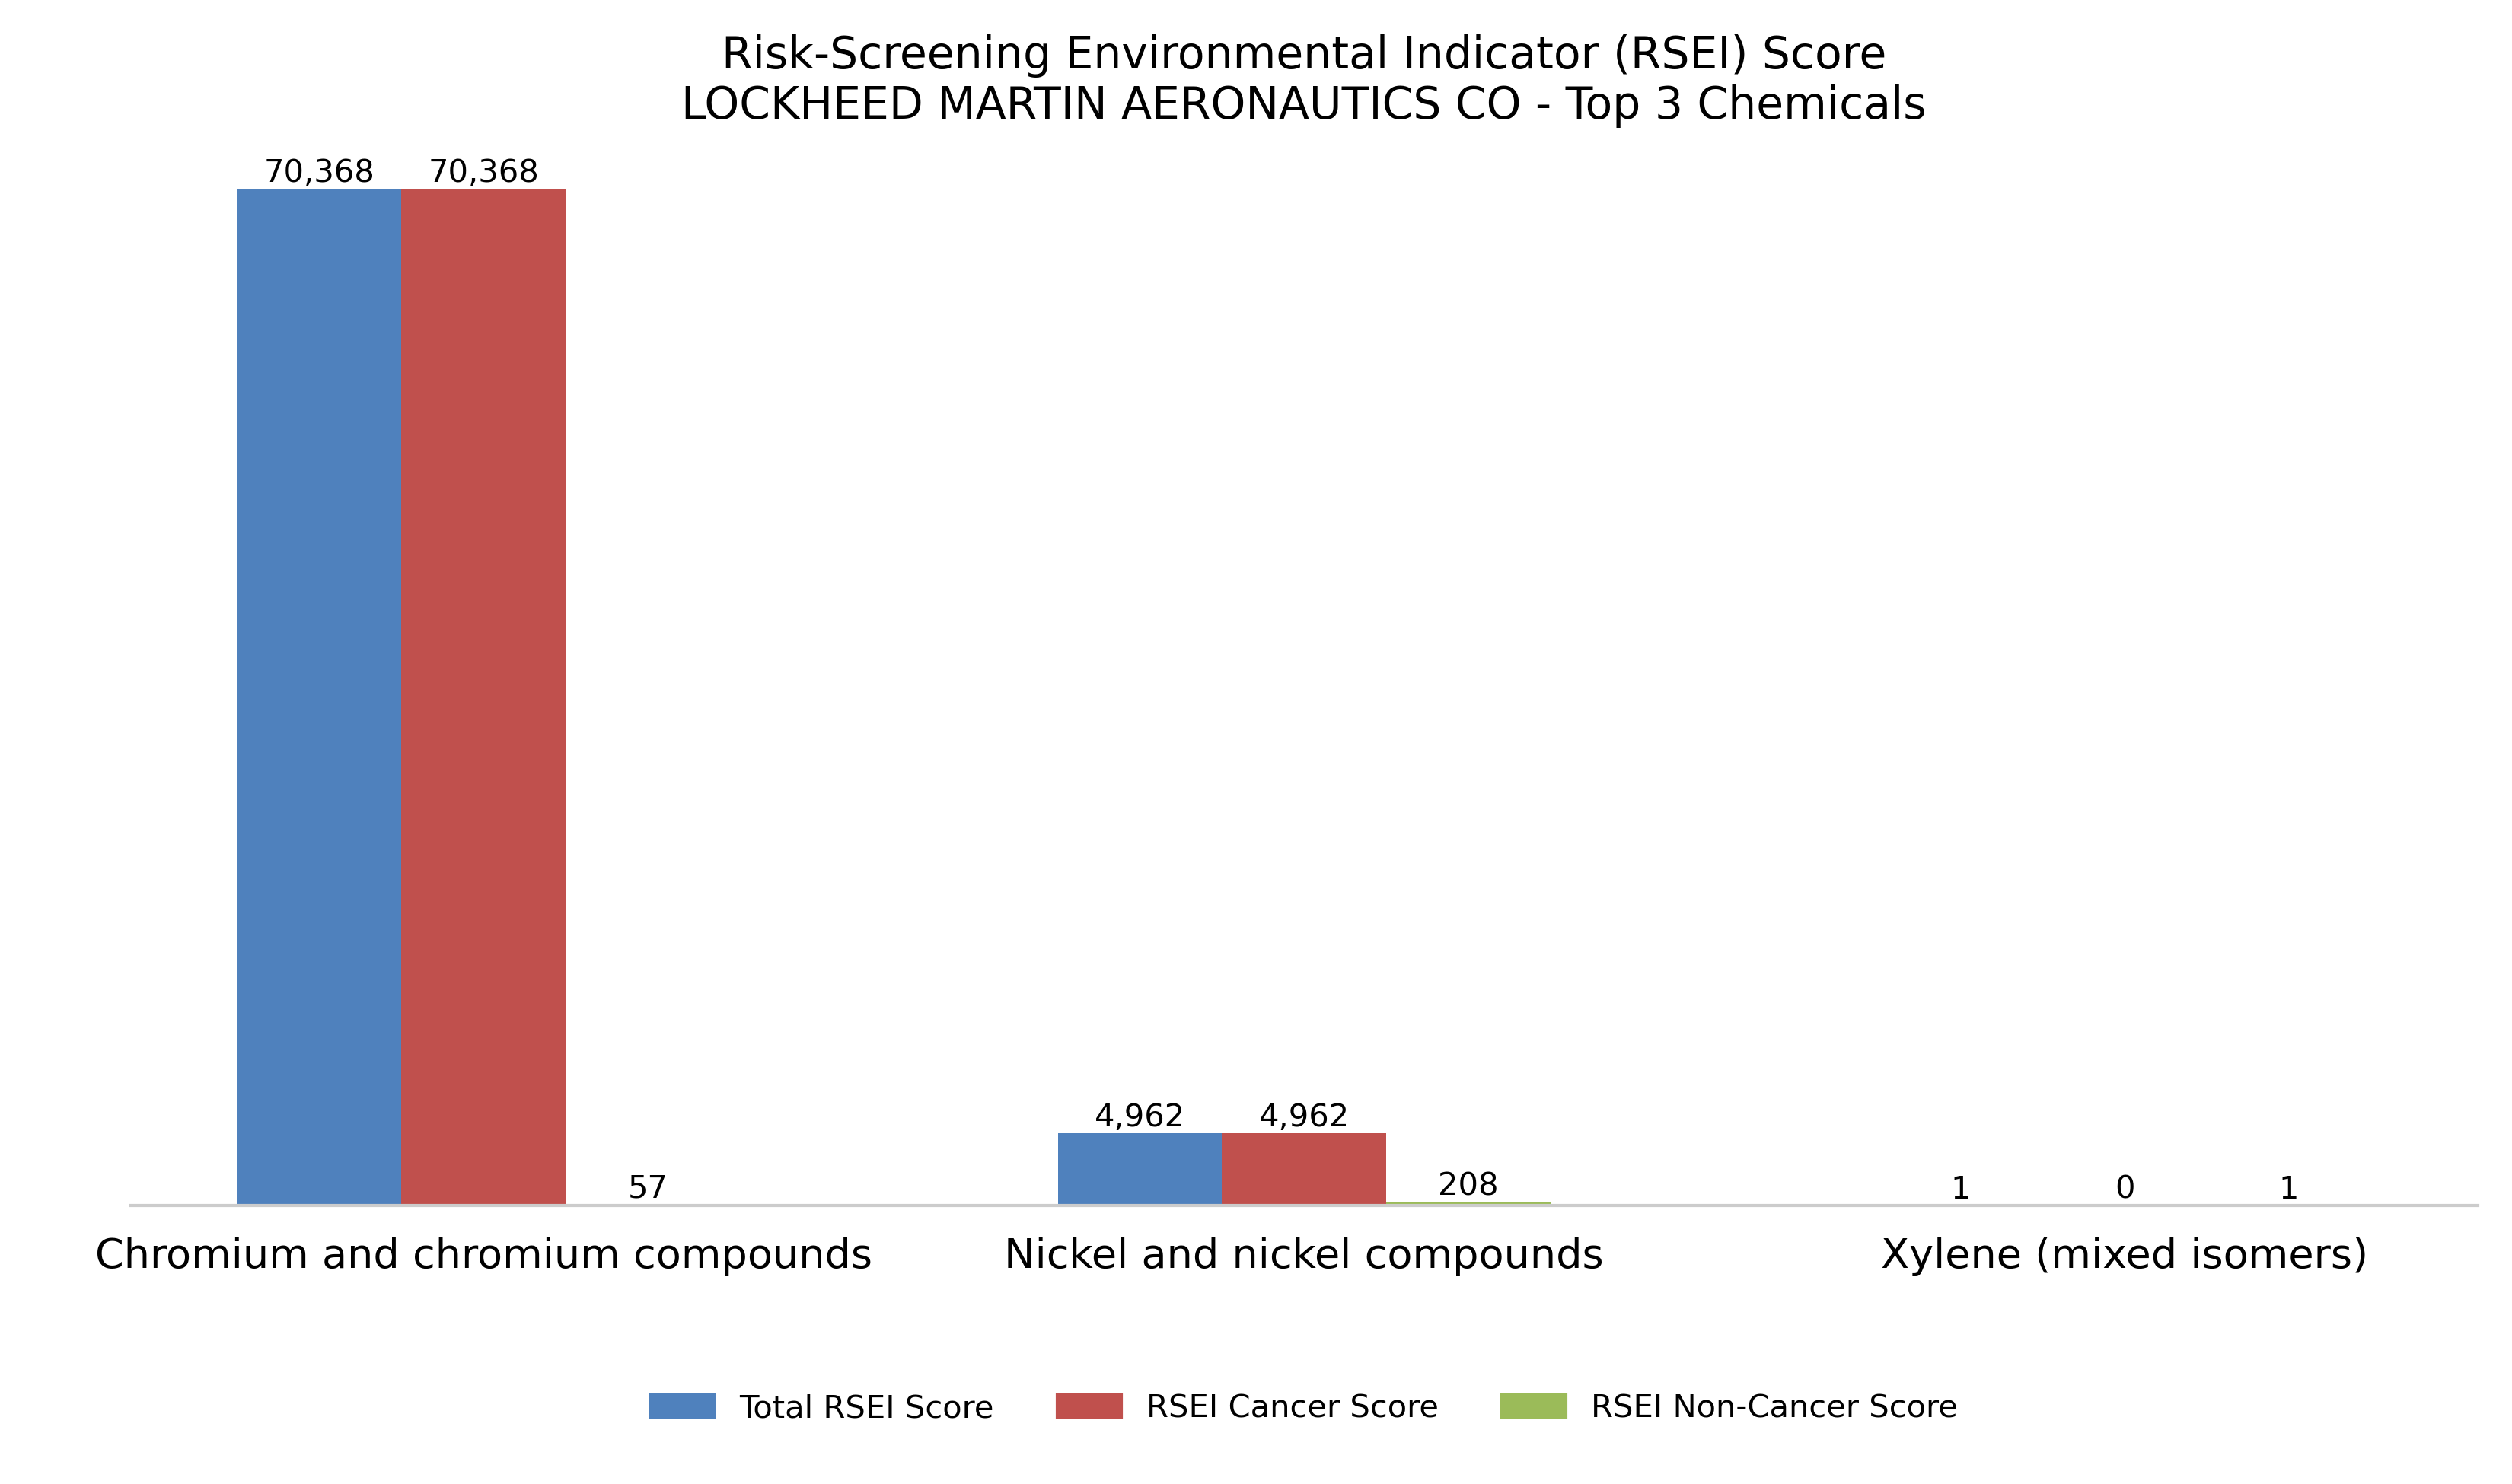 Risk-Screening Environmental Indicator (RSEI) Score
LOCKHEED MARTIN AERONAUTICS CO - Top 3 Chemicals
70,368 70,368
57
4,962 4,962
208
1 0 1
Chromium and chromium compounds Nickel and nickel compounds Xylene (mixed isomers)
Total RSEI Score RSEI Cancer Score RSEI Non-Cancer Score